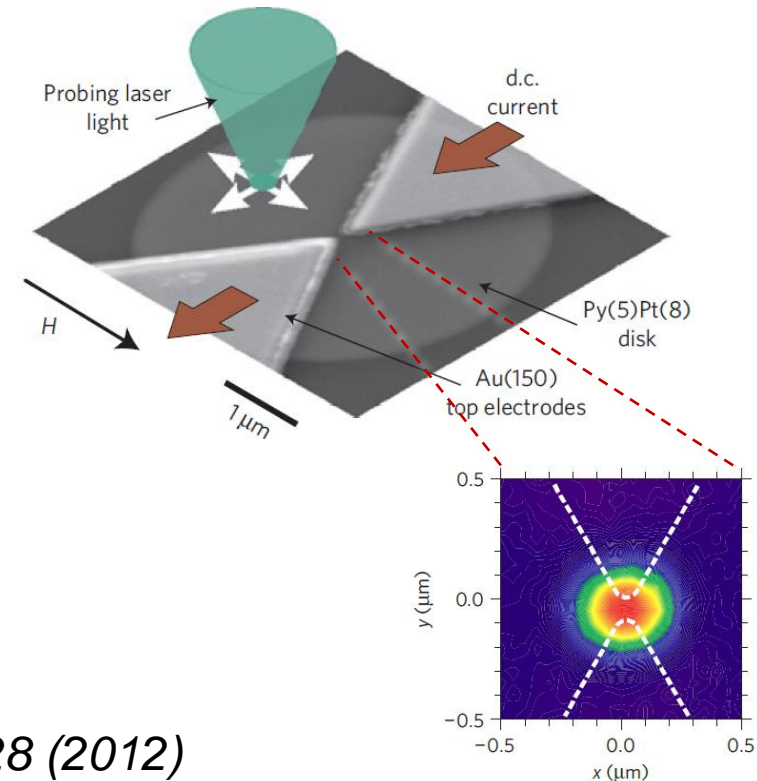 Probing laser
light
d.c.
current
H
Py(5)Pt(8)
disk
Au(150)
top electrodes
1 μm
0.5
0.0
−0.5
y (μm)
−0.5
0.0
0.5
x (μm)
28 (2012)